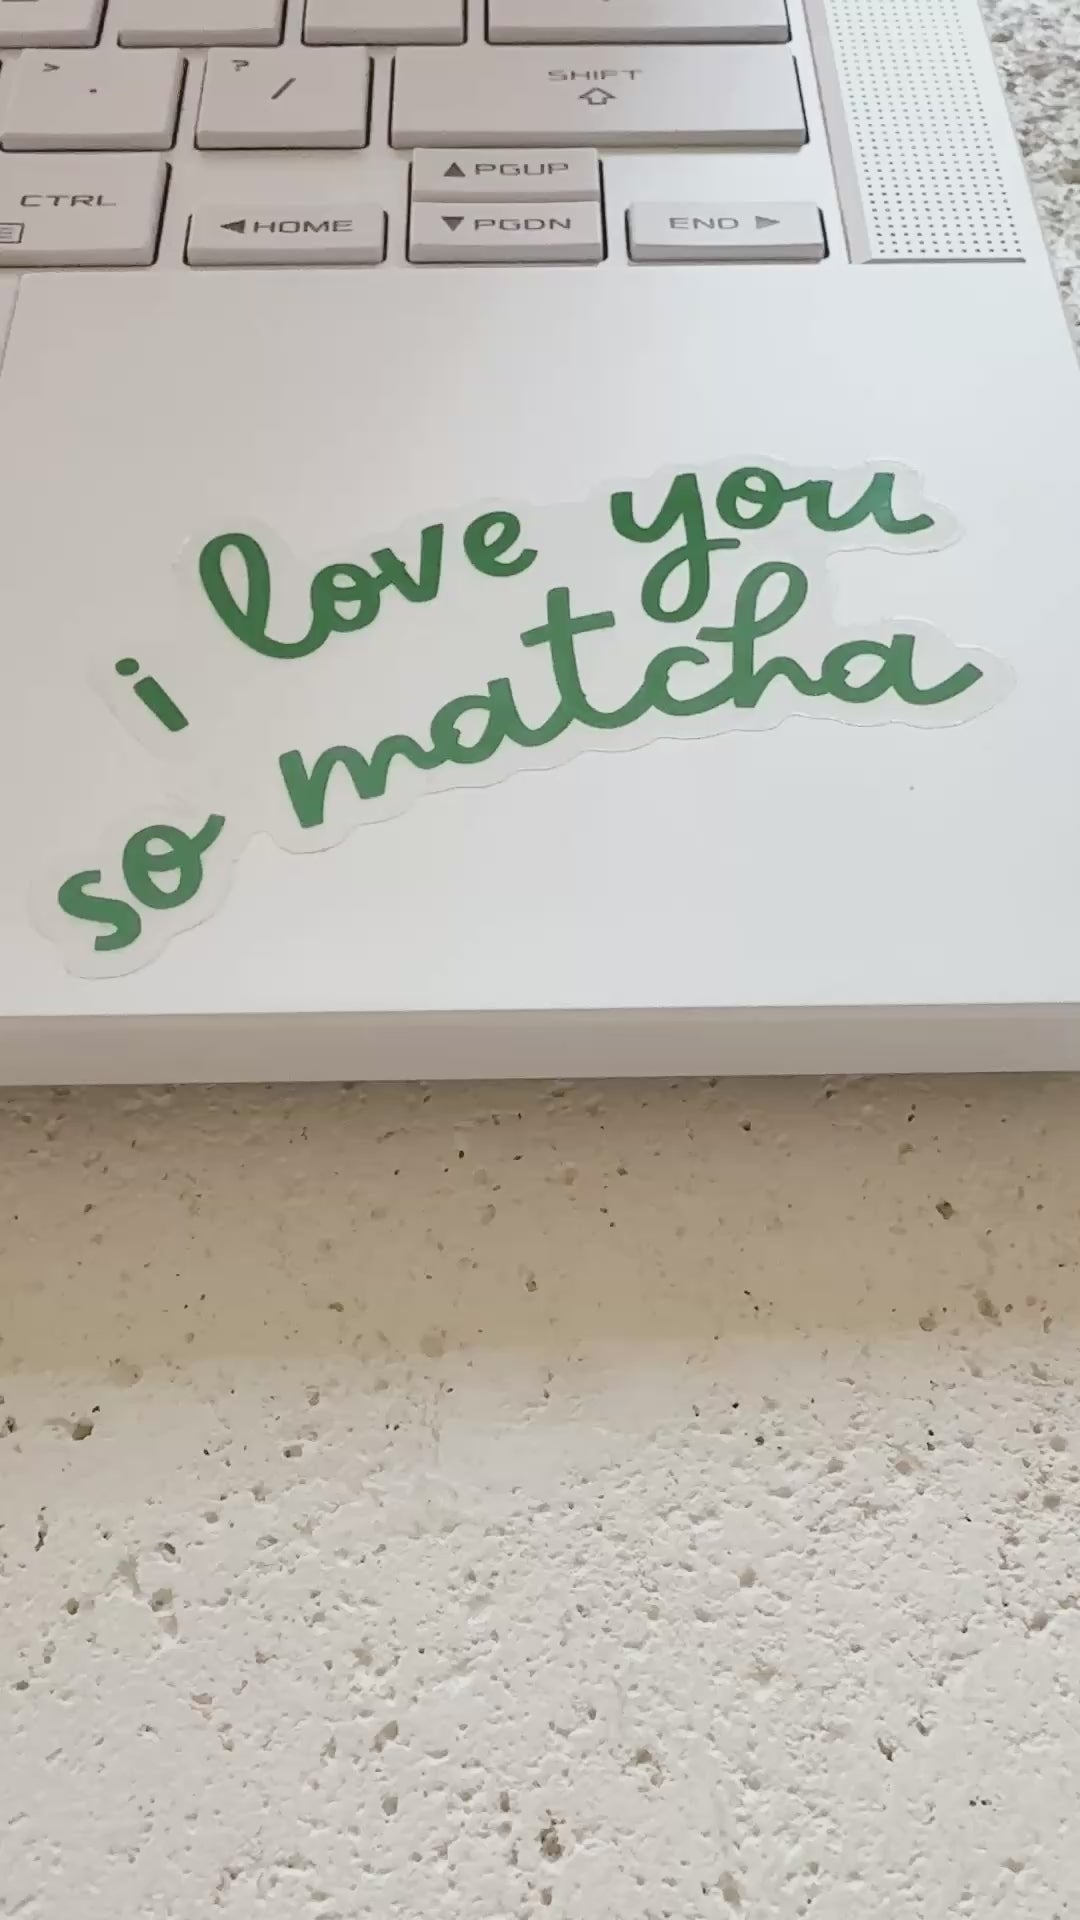 > .
? /
SHIFT
CTRL
PGUP
HOME
PGDN
END
i love you
so matcha